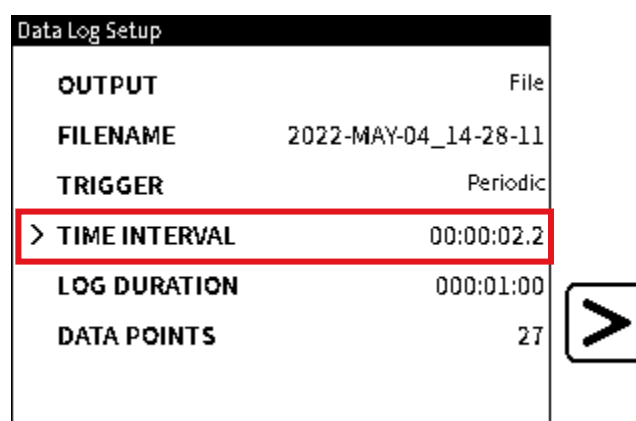 Data Log Setup
OUTPUT File
FILENAME 2022-MAY-04_14-28-11
TRIGGER Periodic
> TIME INTERVAL 00:00:02.2
LOG DURATION 000:01:00
DATA POINTS 27
>